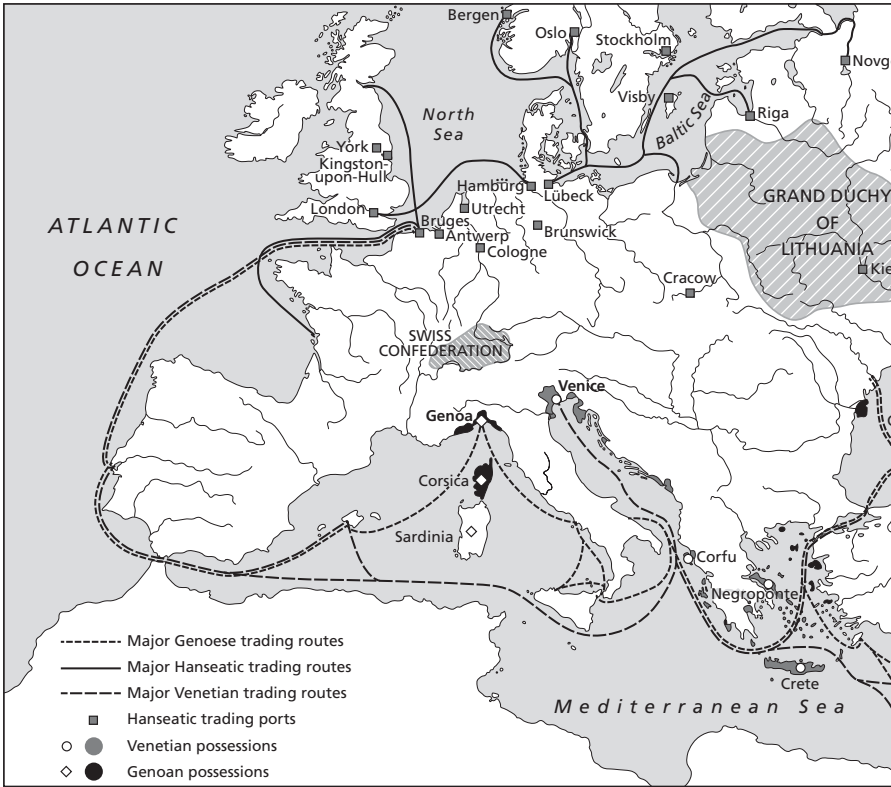 Bergen
Oslo
Stockholm
Novg
North
Sea
Visby
Baltic Sea
Riga
York
Kingston-
upon-Hulk
Hamburg
Lübeck
GRAND DUCHY
OF
LITHUANIA
London
Utrecht
Bruges
Antwerp
Brunswick
ATLANTIC
OCEAN
Cologne
Kie
Cracow
SWISS
CONFEDERATION
Venice
Genoa
Corsica
Sardinia
Corfu
Negroponte
Crete
Mediterranean Sea
Major Genoese trading routes
Major Hanseatic trading routes
Major Venetian trading routes
Hanseatic trading ports
Venetian possessions
Genoan possessions